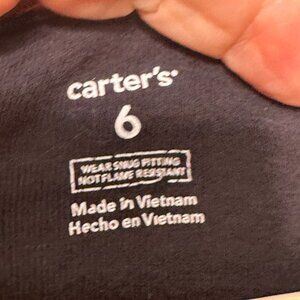 carter's
6
WEAR SNUG FITTING
NOT FLAME RESISTANT
Made in Vietnam
Hecho en Vietnam